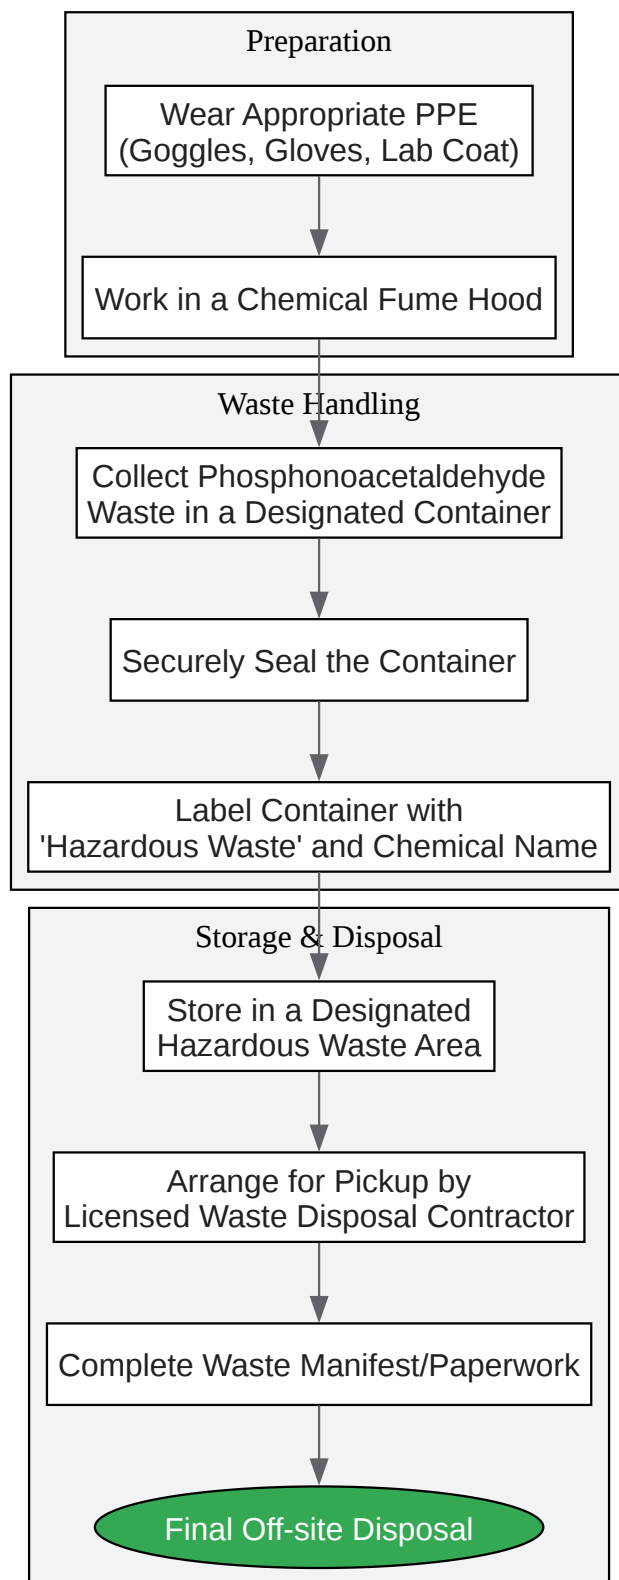 Preparation
Wear Appropriate PPE
(Goggles, Gloves, Lab Coat)
Work in a Chemical Fume Hood
Waste Handling
Collect Phosphonoacetaldehyde
Waste in a Designated Container
Securely Seal the Container
Label Container with
'Hazardous Waste' and Chemical Name
Storage & Disposal
Store in a Designated
Hazardous Waste Area
Arrange for Pickup by
Licensed Waste Disposal Contractor
Complete Waste Manifest/Paperwork
Final Off-site Disposal